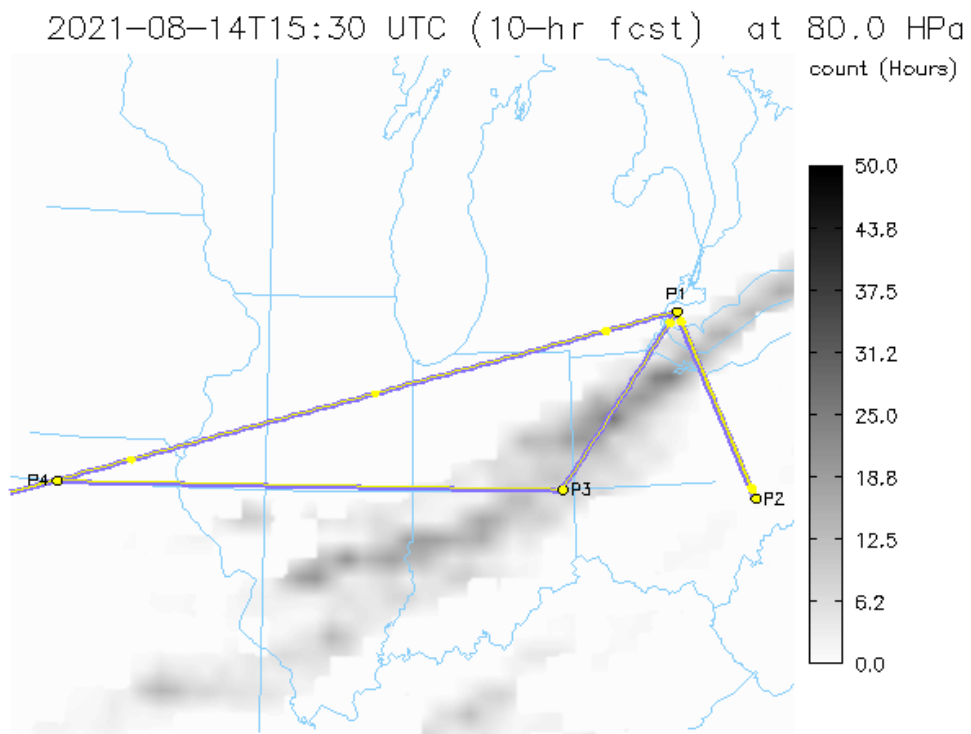 2021-08-14T15:30 UTC (10-hr fcst)  at 80.0 HPa
count (Hours)
50.0
43.8
37.5
31.2
25.0
18.8
12.5
6.2
0.0
P1
P4
P3
P2